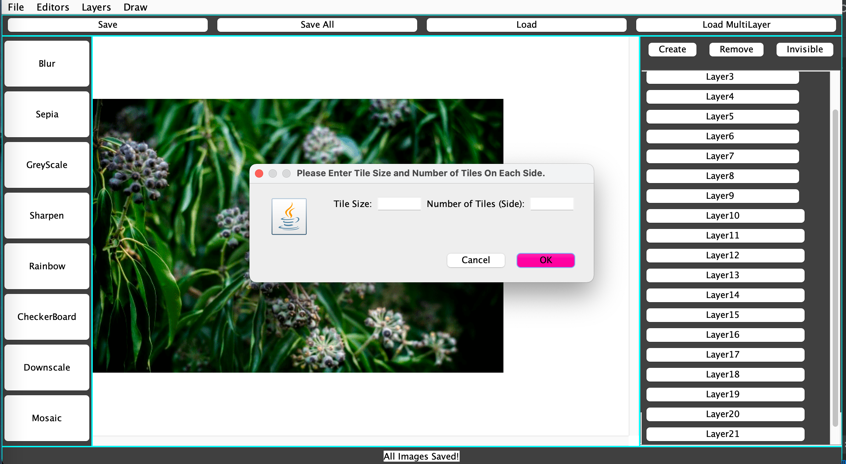 File Editors Layers Draw
Save Save All Load Load MultiLayer
Blur
Sepia
GreyScale
Sharpen
Rainbow
CheckerBoard
Downscale
Mosaic
Please Enter Tile Size and Number of Tiles On Each Side.
Tile Size: Number of Tiles (Side):
Cancel OK
Create Remove Invisible
Layer3
Layer4
Layer5
Layer6
Layer7
Layer8
Layer9
Layer10
Layer11
Layer12
Layer13
Layer14
Layer15
Layer16
Layer17
Layer18
Layer19
Layer20
Layer21
All Images Saved!